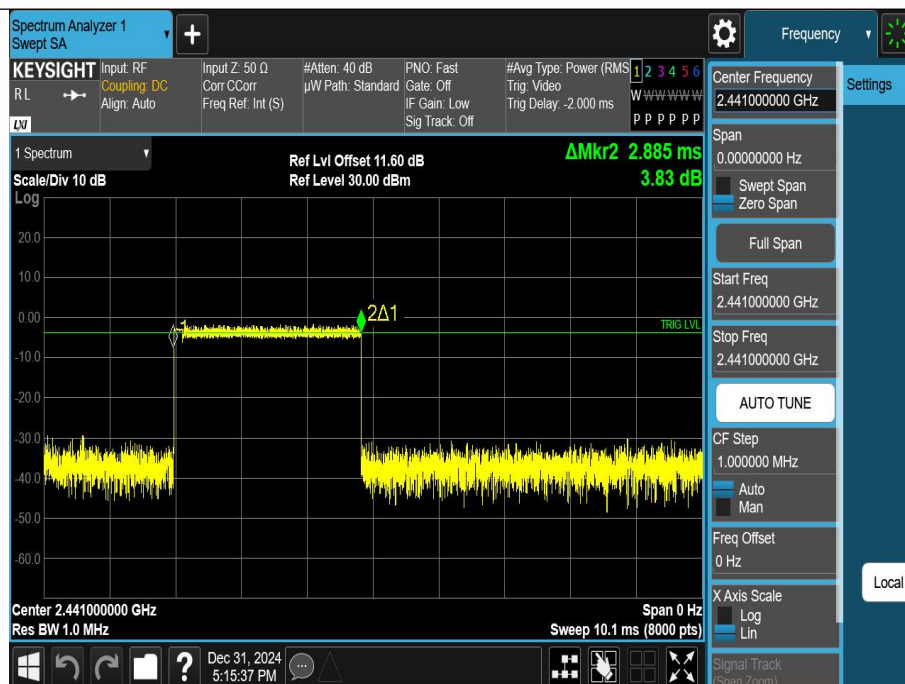 Spectrum Analyzer 1
Swept SA
Frequency
KEYSIGHT
RL
LXI
Input: RF
Coupling: DC
Align: Auto
Input Z: 50 Ω
Corr CCorr
Freq Ref: Int (S)
#Atten: 40 dB
µW Path: Standard
PNO: Fast
Gate: Off
IF Gain: Low
Sig Track: Off
#Avg Type: Power (RMS
Trig: Video
Trig Delay: -2.000 ms
1 2 3 4 5 6
W W W W W W
P P P P P P
1 Spectrum
Scale/Div 10 dB
Log
Ref Lvl Offset 11.60 dB
Ref Level 30.00 dBm
ΔMkr2 2.885 ms
3.83 dB
20.0
10.0
0.00
-10.0
-20.0
-30.0
-40.0
-50.0
-60.0
1
2Δ1
TRIG LVL
Center 2.441000000 GHz
Res BW 1.0 MHz
Span 0 Hz
Sweep 10.1 ms (8000 pts)
Dec 31, 2024
5:15:37 PM
Center Frequency
2.441000000 GHz
Span
0.00000000 Hz
Swept Span
Zero Span
Full Span
Start Freq
2.441000000 GHz
Stop Freq
2.441000000 GHz
AUTO TUNE
CF Step
1.000000 MHz
Auto
Man
Freq Offset
0 Hz
X Axis Scale
Log
Lin
Signal Track
(Span Zoom)
Settings
Local